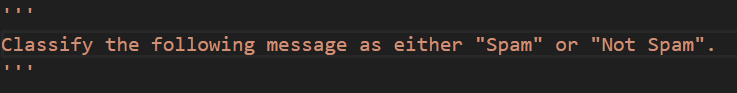 '''
Classify the following message as either "Spam" or "Not Spam".
'''